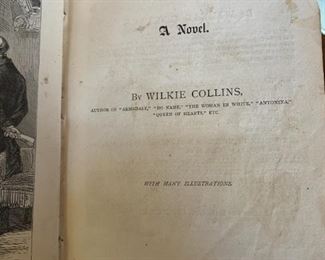 A Novel.
By WILKIE COLLINS,
AUTHOR OF "ARMADALE," "NO NAME," "THE WOMAN IN WHITE," "ANTONINA,"
"QUEEN OF HEARTS," ETC.
WITH MANY ILLUSTRATIONS.